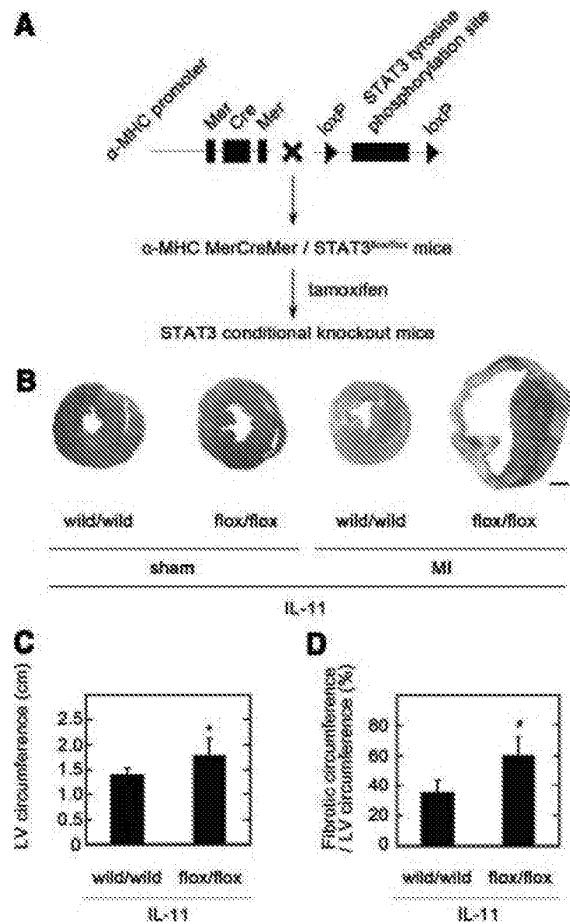 A
α-MHC promoter
Mer
Cre
Mer
loxP
STAT3 tyrosine
phosphorylation site
loxP
α-MHC MerCreMer / STAT3flox/flox mice
tamoxifen
STAT3 conditional knockout mice
B
wild/wild
flox/flox
wild/wild
flox/flox
sham
MI
IL-11
C
LV circumference (cm)
2.5
2.0
1.5
1.0
0.5
0
*
wild/wild
flox/flox
IL-11
D
Fibrotic circumference
/ LV circumference (%)
80
60
40
20
0
wild/wild
flox/flox
IL-11